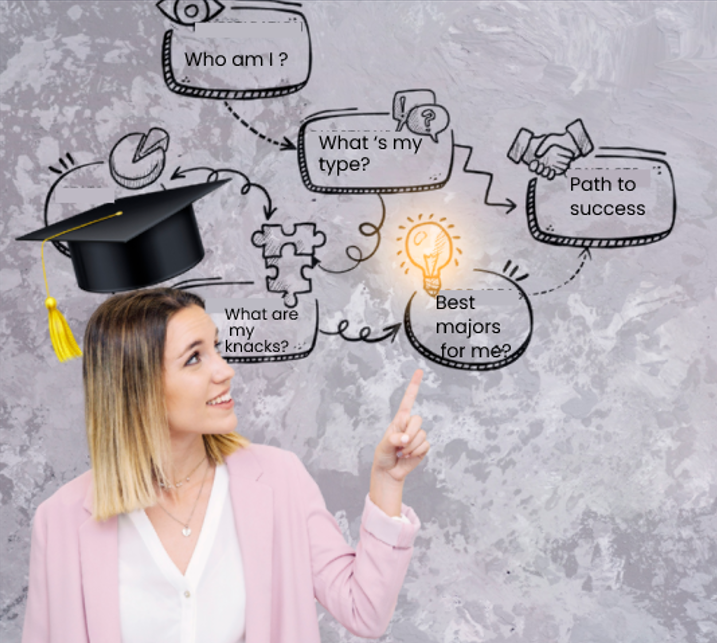 Who am I ?
What ‘s my
type?
Path to
success
What are
my
knacks?
Best
majors
for me?